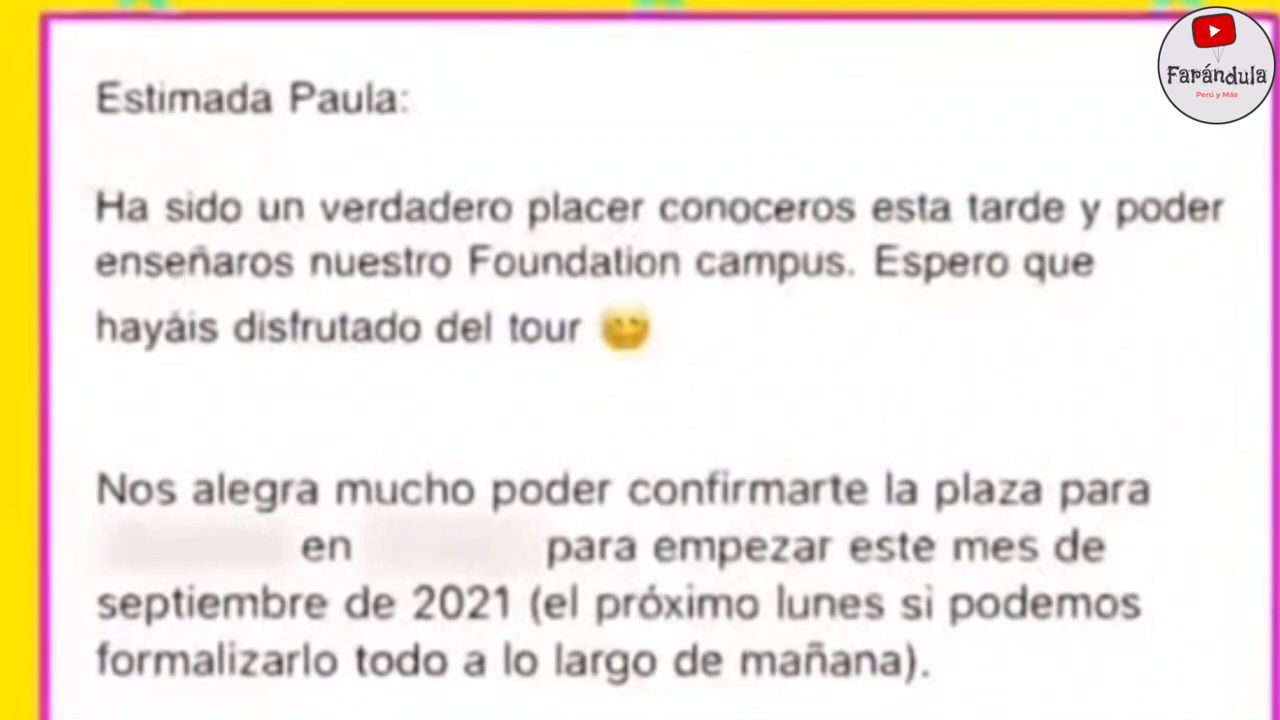 Farándula
Perú y Más
Estimada Paula:
Ha sido un verdadero placer conoceros esta tarde y poder
enseñaros nuestro Foundation campus. Espero que
hayáis disfrutado del tour 😄
Nos alegra mucho poder confirmarte la plaza para
en para empezar este mes de
septiembre de 2021 (el próximo lunes si podemos
formalizarlo todo a lo largo de mañana).